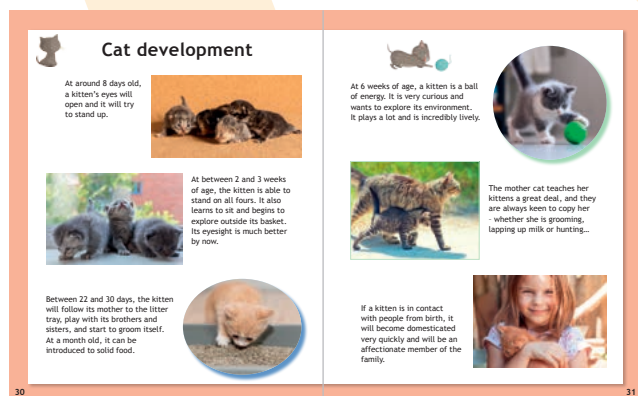 Cat development
At around 8 days old,
a kitten's eyes will
open and it will try
to stand up.
At between 2 and 3 weeks
of age, the kitten is able to
stand on all fours. It also
learns to sit and begins to
explore outside its basket.
Its eyesight is much better
by now.
Between 22 and 30 days, the kitten
will follow its mother to the litter
tray, play with its brothers and
sisters, and start to groom itself.
At a month old, it can be
introduced to solid food.
30
At 6 weeks of age, a kitten is a ball
of energy. It is very curious and
wants to explore its environment.
It plays a lot and is incredibly lively.
The mother cat teaches her
kittens a great deal, and they
are always keen to copy her
– whether she is grooming,
lapping up milk or hunting…
If a kitten is in contact
with people from birth, it
will become domesticated
very quickly and will be an
affectionate member of the
family.
31